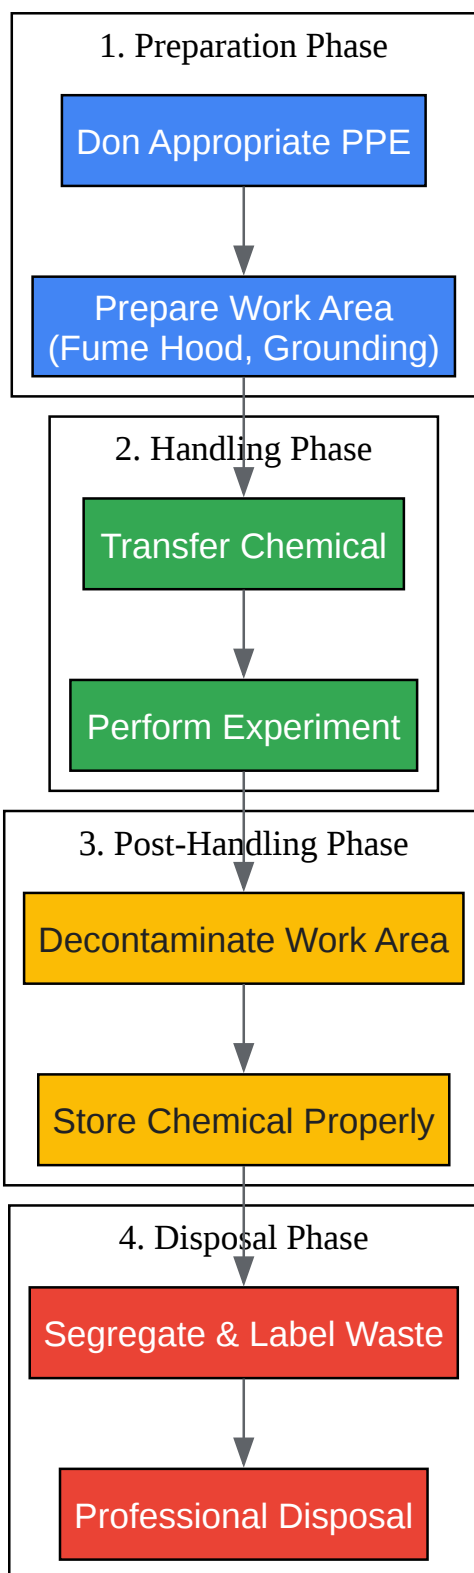 1. Preparation Phase
Don Appropriate PPE
Prepare Work Area
(Fume Hood, Grounding)
2. Handling Phase
Transfer Chemical
Perform Experiment
3. Post-Handling Phase
Decontaminate Work Area
Store Chemical Properly
4. Disposal Phase
Segregate & Label Waste
Professional Disposal